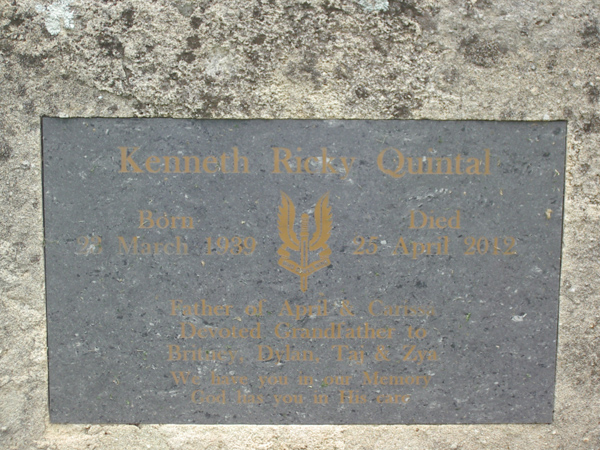 Kenneth Ricky Quintal
Born Died
March 1939 25 April 2012
Father of April &
Devoted Grandfather to
Britney, Dylan, Taj & Zya
We have you in our Memory
God has you in His care